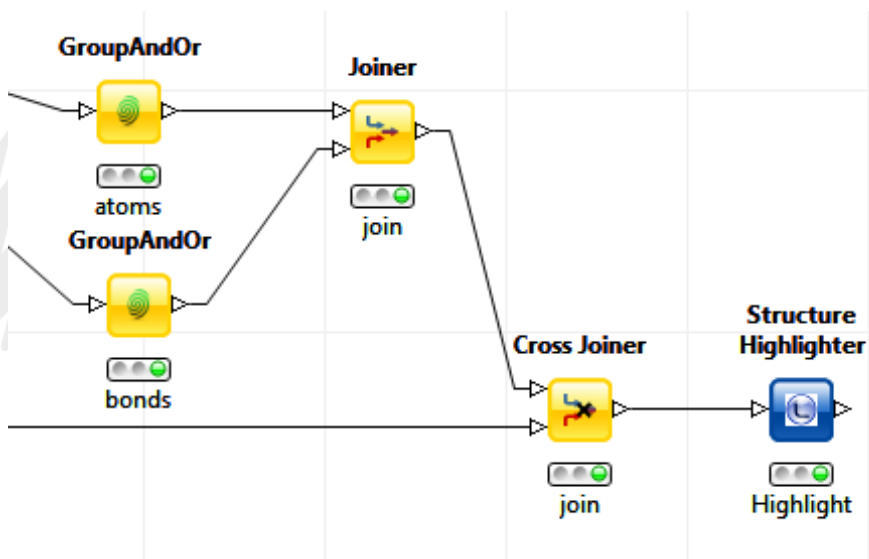 GroupAndOr
atoms
Joiner
join
GroupAndOr
bonds
Cross Joiner
join
Structure
Highlighter
Highlight